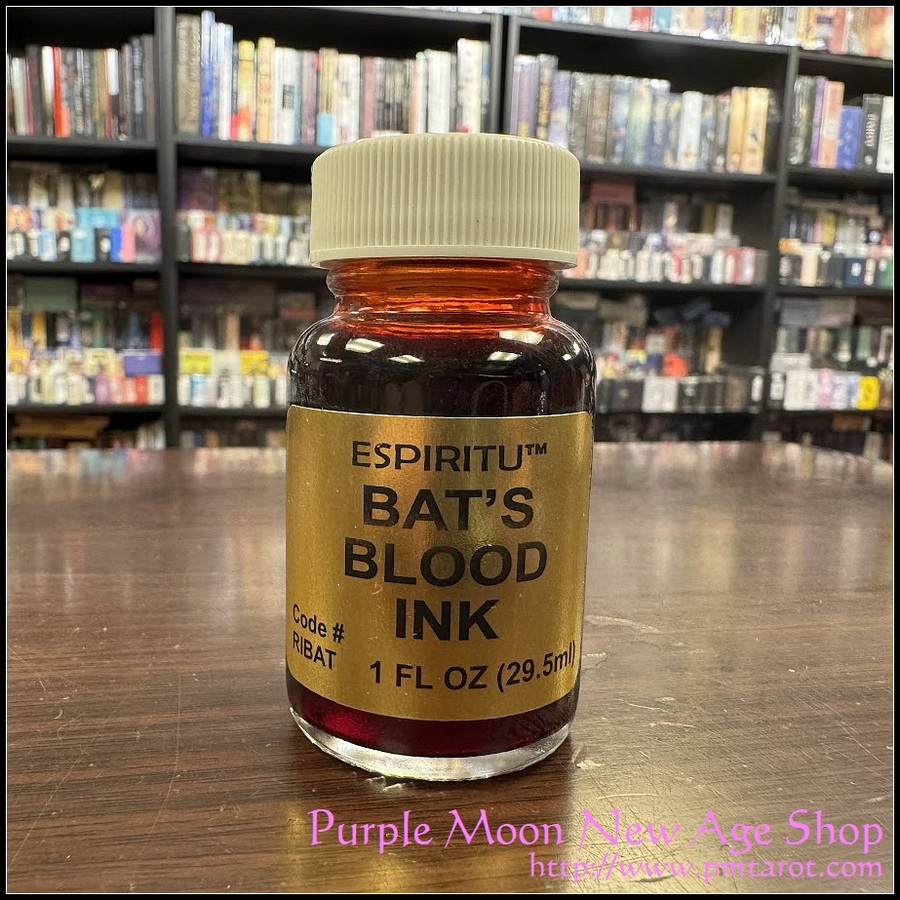 ESPIRITU™
BAT'S
BLOOD
INK
Code #
RIBAT
1 FL OZ (29.5ml)
Purple Moon New Age Shop
http://www.pmtarot.com